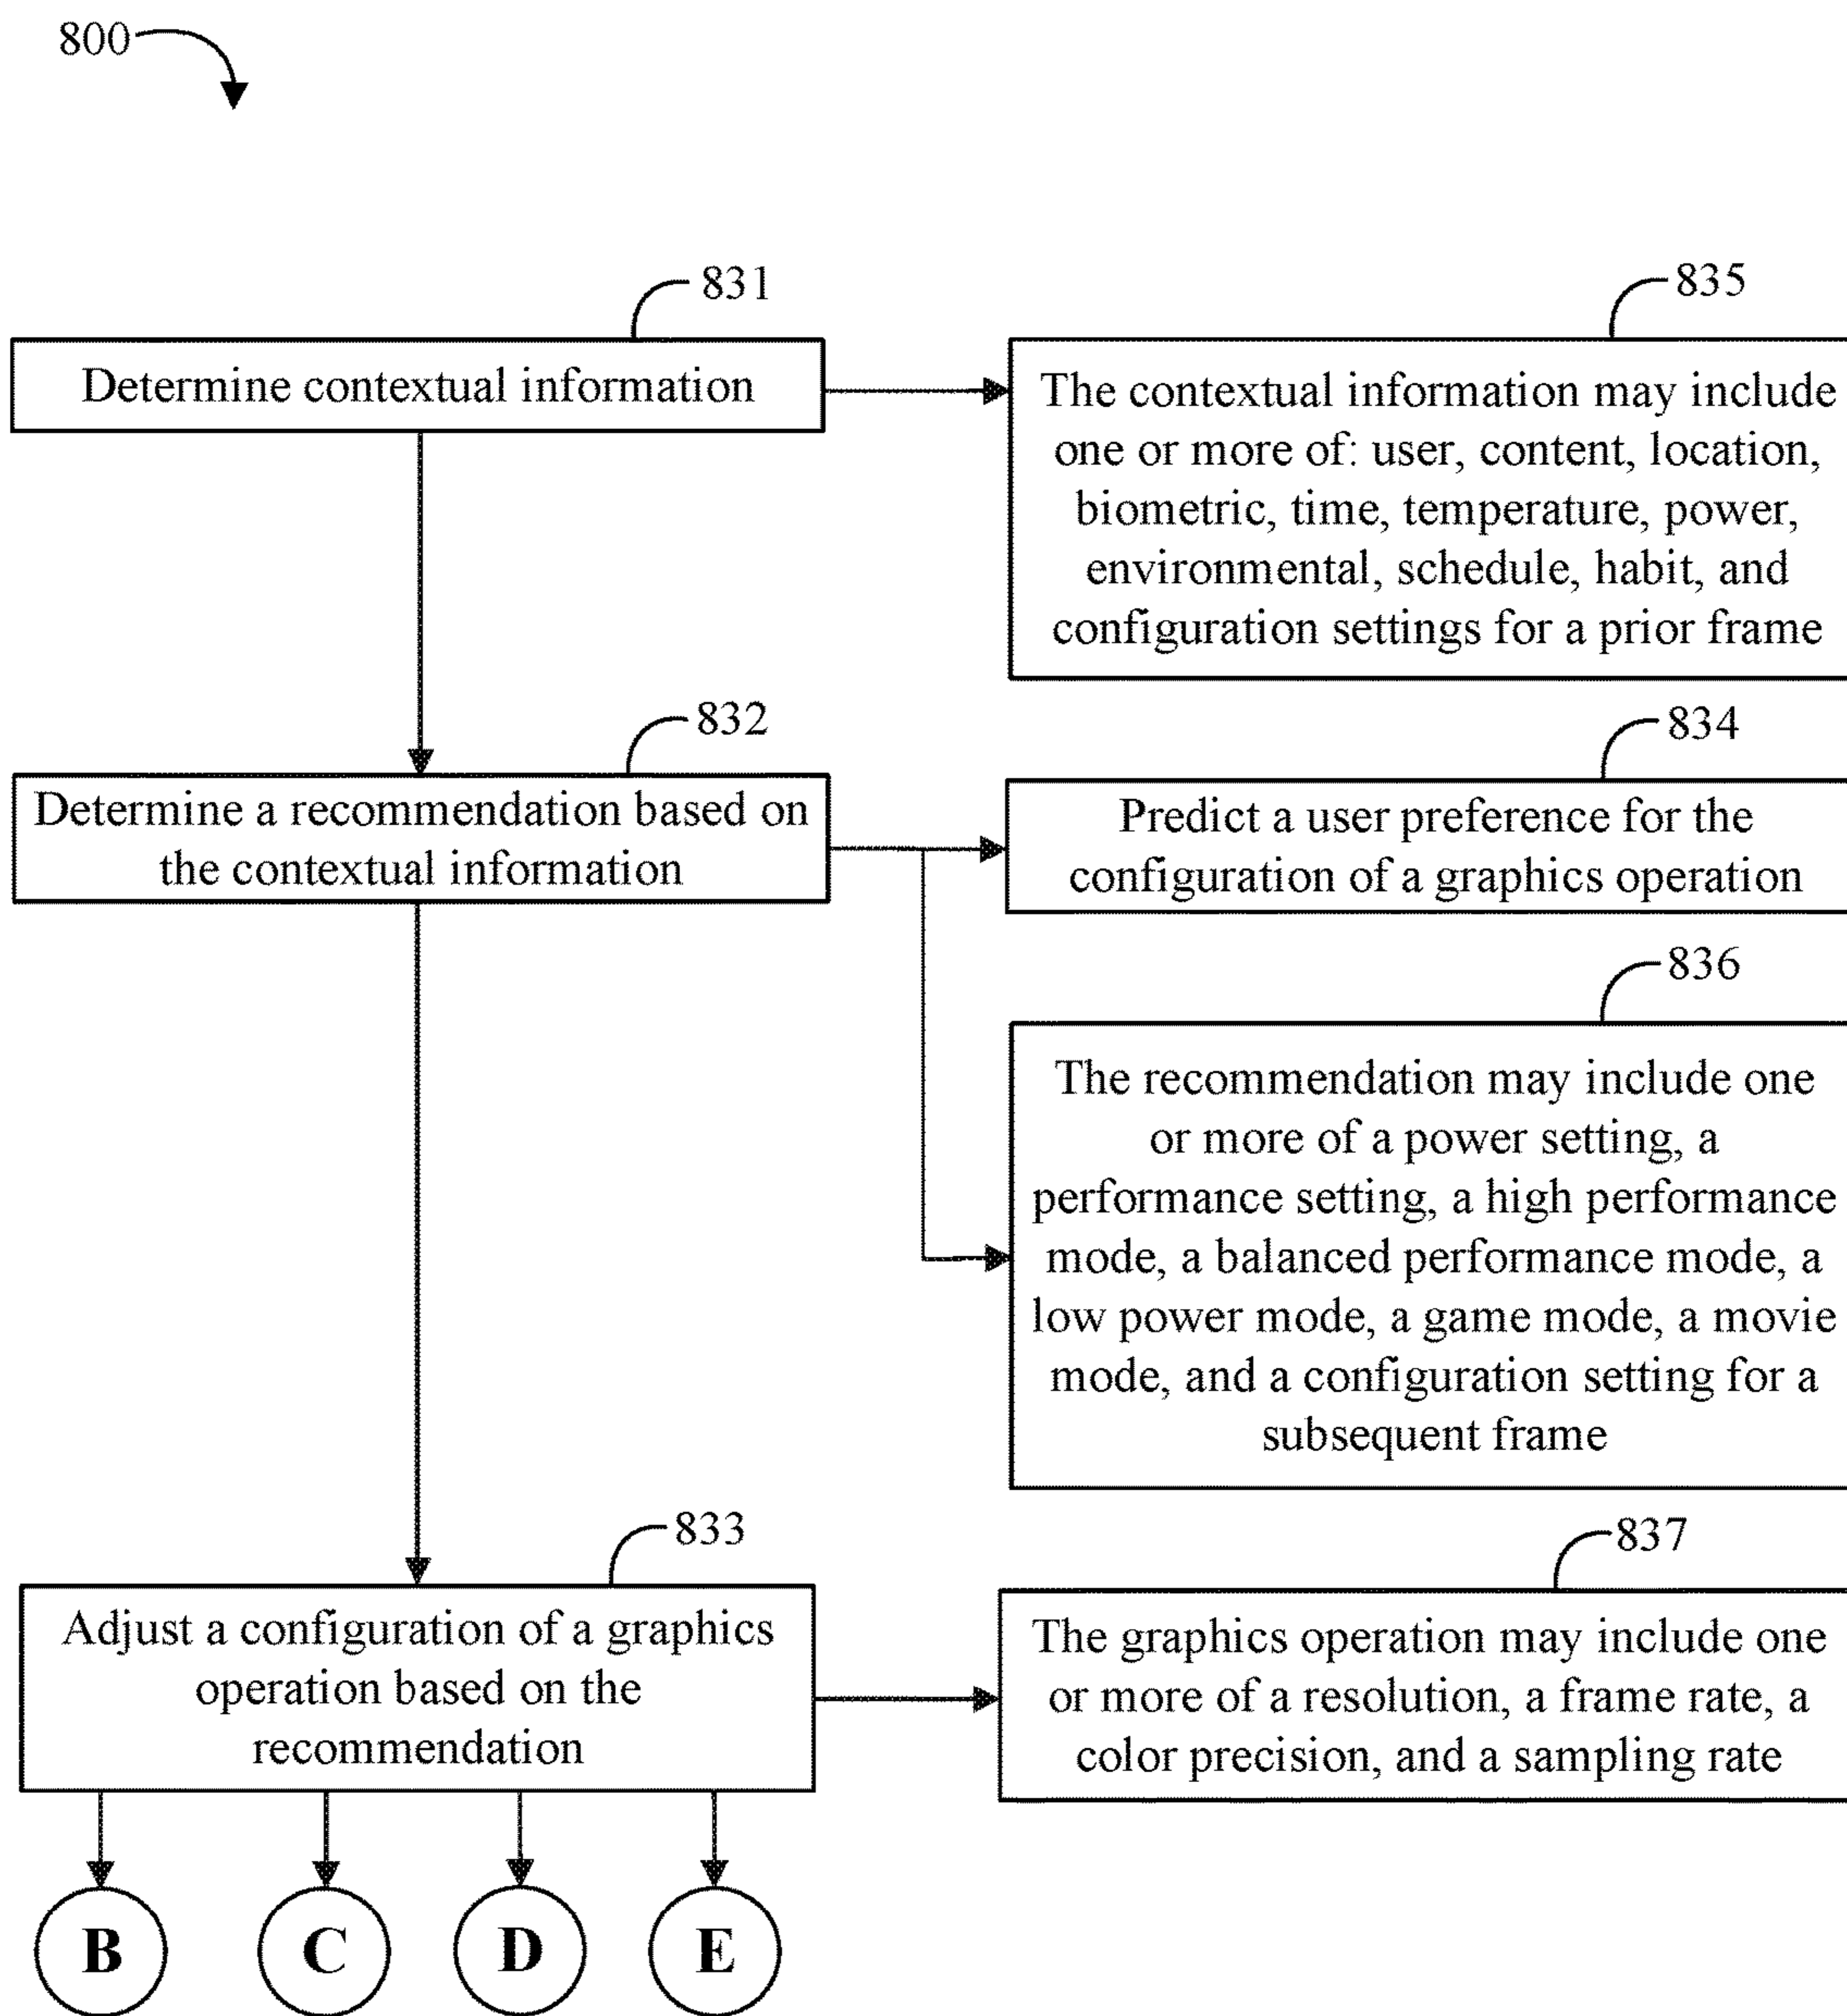 800
831
Determine contextual information
835
The contextual information may include
one or more of: user, content, location,
biometric, time, temperature, power,
environmental, schedule, habit, and
configuration settings for a prior frame
832
Determine a recommendation based on
the contextual information
834
Predict a user preference for the
configuration of a graphics operation
836
The recommendation may include one
or more of a power setting, a
performance setting, a high performance
mode, a balanced performance mode, a
low power mode, a game mode, a movie
mode, and a configuration setting for a
subsequent frame
833
Adjust a configuration of a graphics
operation based on the
recommendation
837
The graphics operation may include one
or more of a resolution, a frame rate, a
color precision, and a sampling rate
B
C
D
E